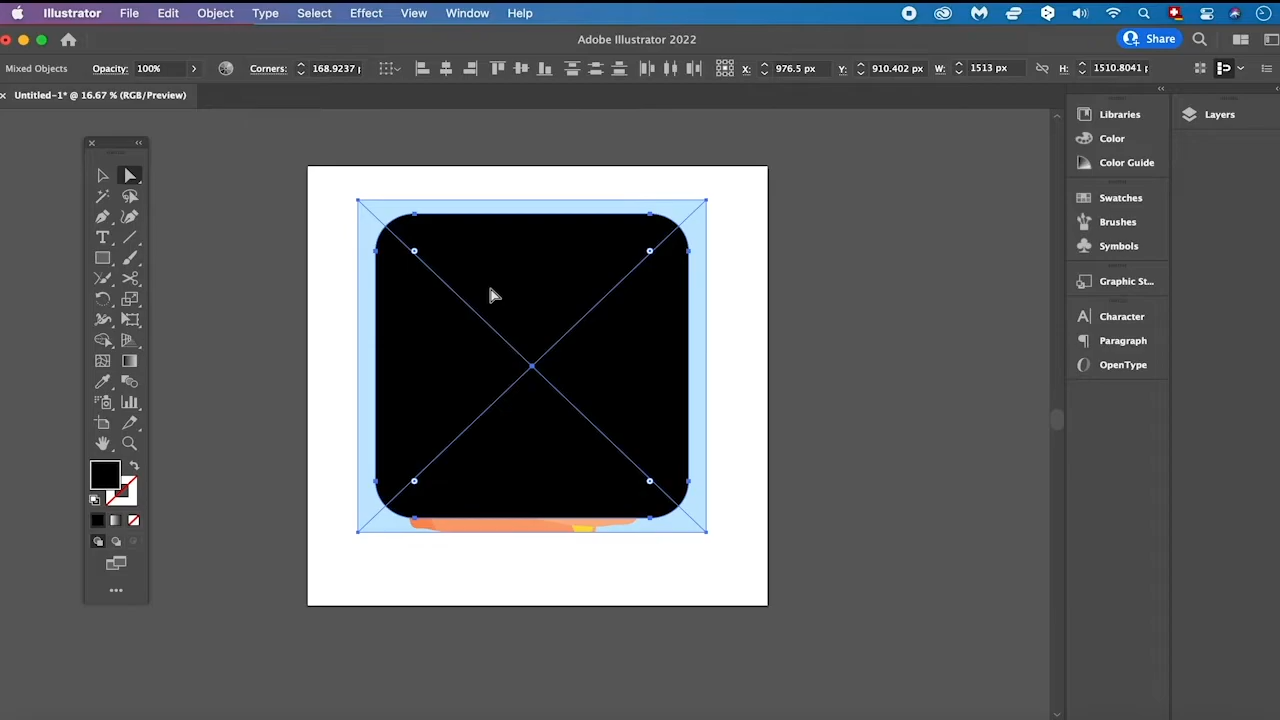 Illustrator File Edit Object Type Select Effect View Window Help
Adobe Illustrator 2022
Share
Mixed Objects Opacity: 100% Corners: 168.9237 X: 976.5 px Y: 910.402 px W: 1513 px H: 1510.8041
Untitled-1* @ 16.67 % (RGB/Preview)
Libraries
Layers
Color
Color Guide
Swatches
Brushes
Symbols
Graphic St...
Character
Paragraph
OpenType